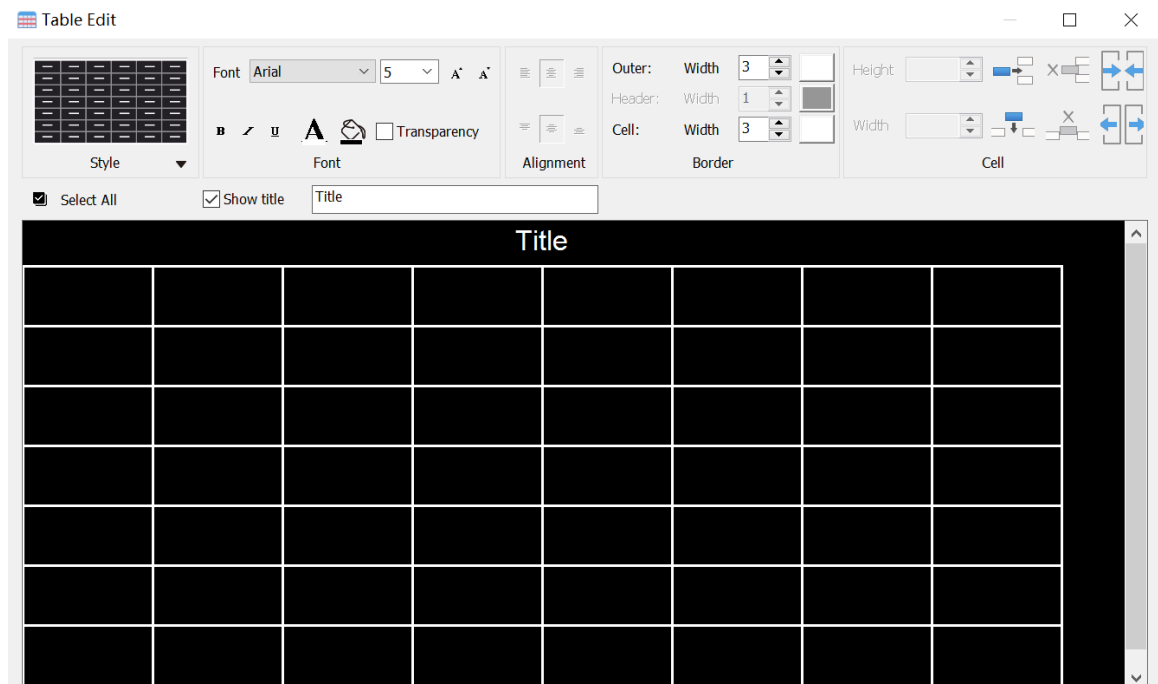 Table Edit
Font Arial 5 A A
B I U A Transparency
Style Font Alignment
Outer: Width 3
Header: Width 1
Cell: Width 3
Border
Height
Width
Cell
Select All Show title Title
Title